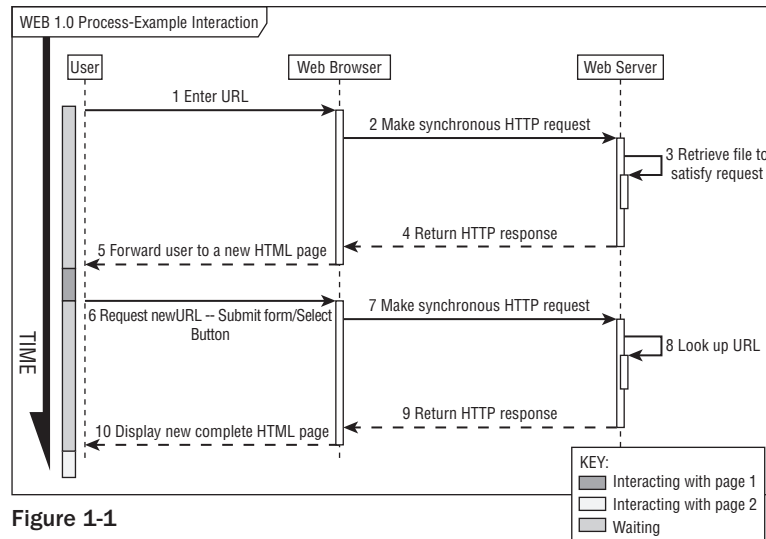 WEB 1.0 Process-Example Interaction
User
Web Browser
Web Server
1 Enter URL
2 Make synchronous HTTP request
3 Retrieve file to
satisfy request
4 Return HTTP response
5 Forward user to a new HTML page
6 Request newURL -- Submit form/Select
Button
7 Make synchronous HTTP request
8 Look up URL
9 Return HTTP response
10 Display new complete HTML page
TIME
KEY:
Interacting with page 1
Interacting with page 2
Waiting
Figure 1-1